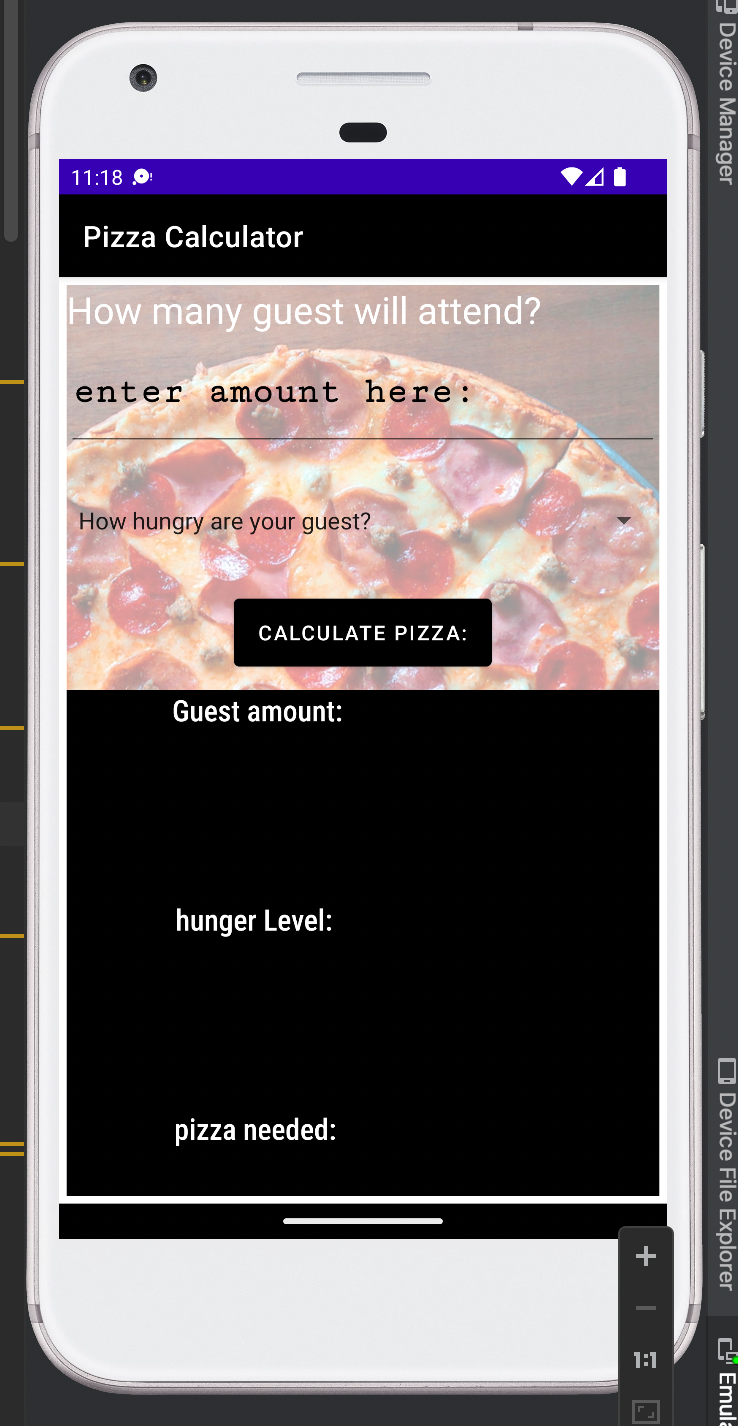 11:18
Pizza Calculator
How many guest will attend?
enter amount here:
How hungry are your guest?
CALCULATE PIZZA:
Guest amount:
hunger Level:
pizza needed:
Device Manager
Device File Explorer
1:1